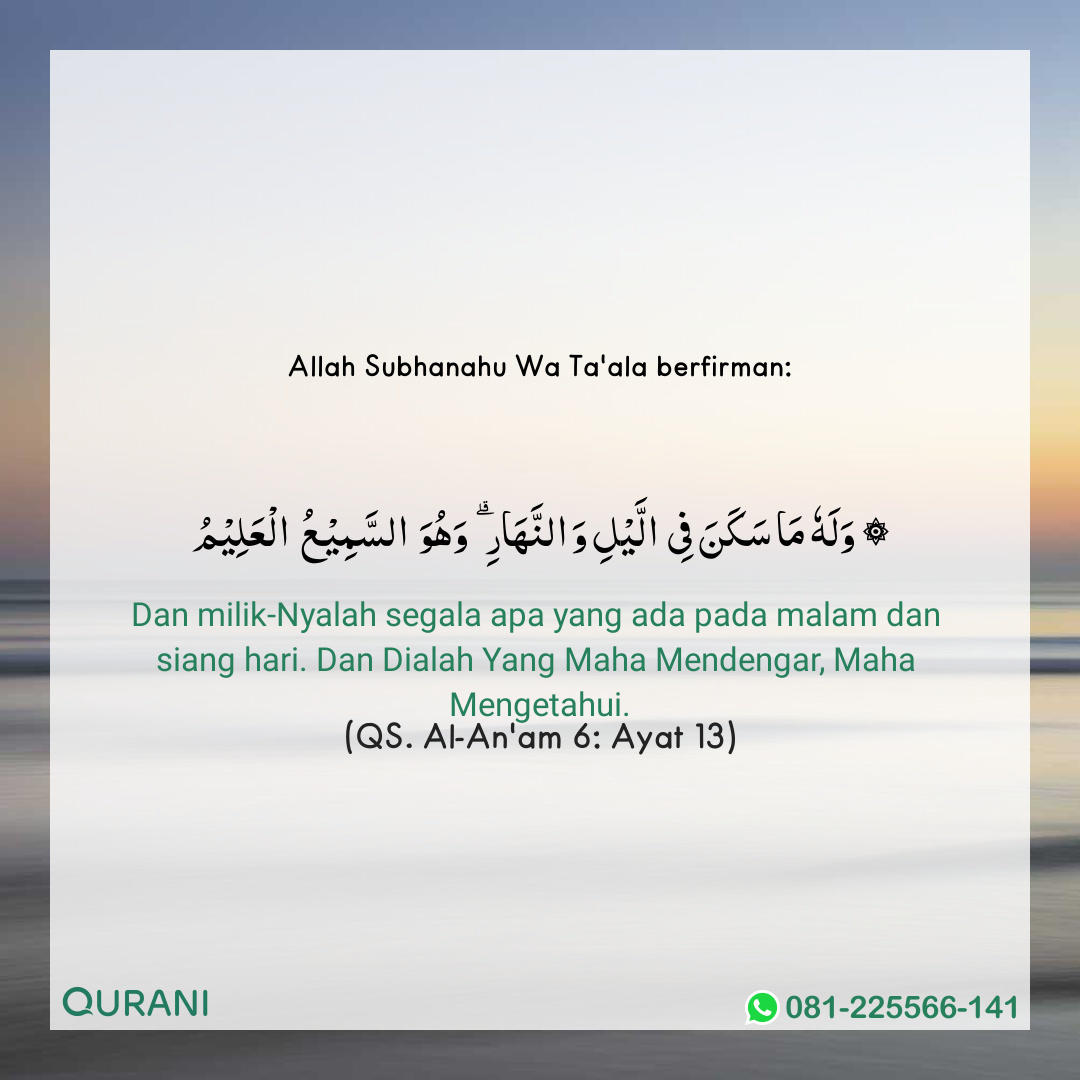 Allah Subhanahu Wa Ta'ala berfirman:
۞ وَلَهٗ مَا سَكَنَ فِى الَّيْلِ وَالنَّهَارِ ۗ وَهُوَ السَّمِيْعُ الْعَلِيْمُ
Dan milik-Nyalah segala apa yang ada pada malam dan
siang hari. Dan Dialah Yang Maha Mendengar, Maha
Mengetahui.
(QS. Al-An'am 6: Ayat 13)
QURANI
081-225566-141